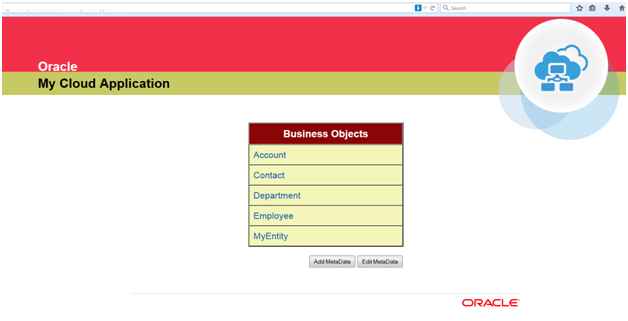 Search
Oracle
My Cloud Application
Business Objects
Account
Contact
Department
Employee
MyEntity
Add MetaData Edit MetaData
ORACLE